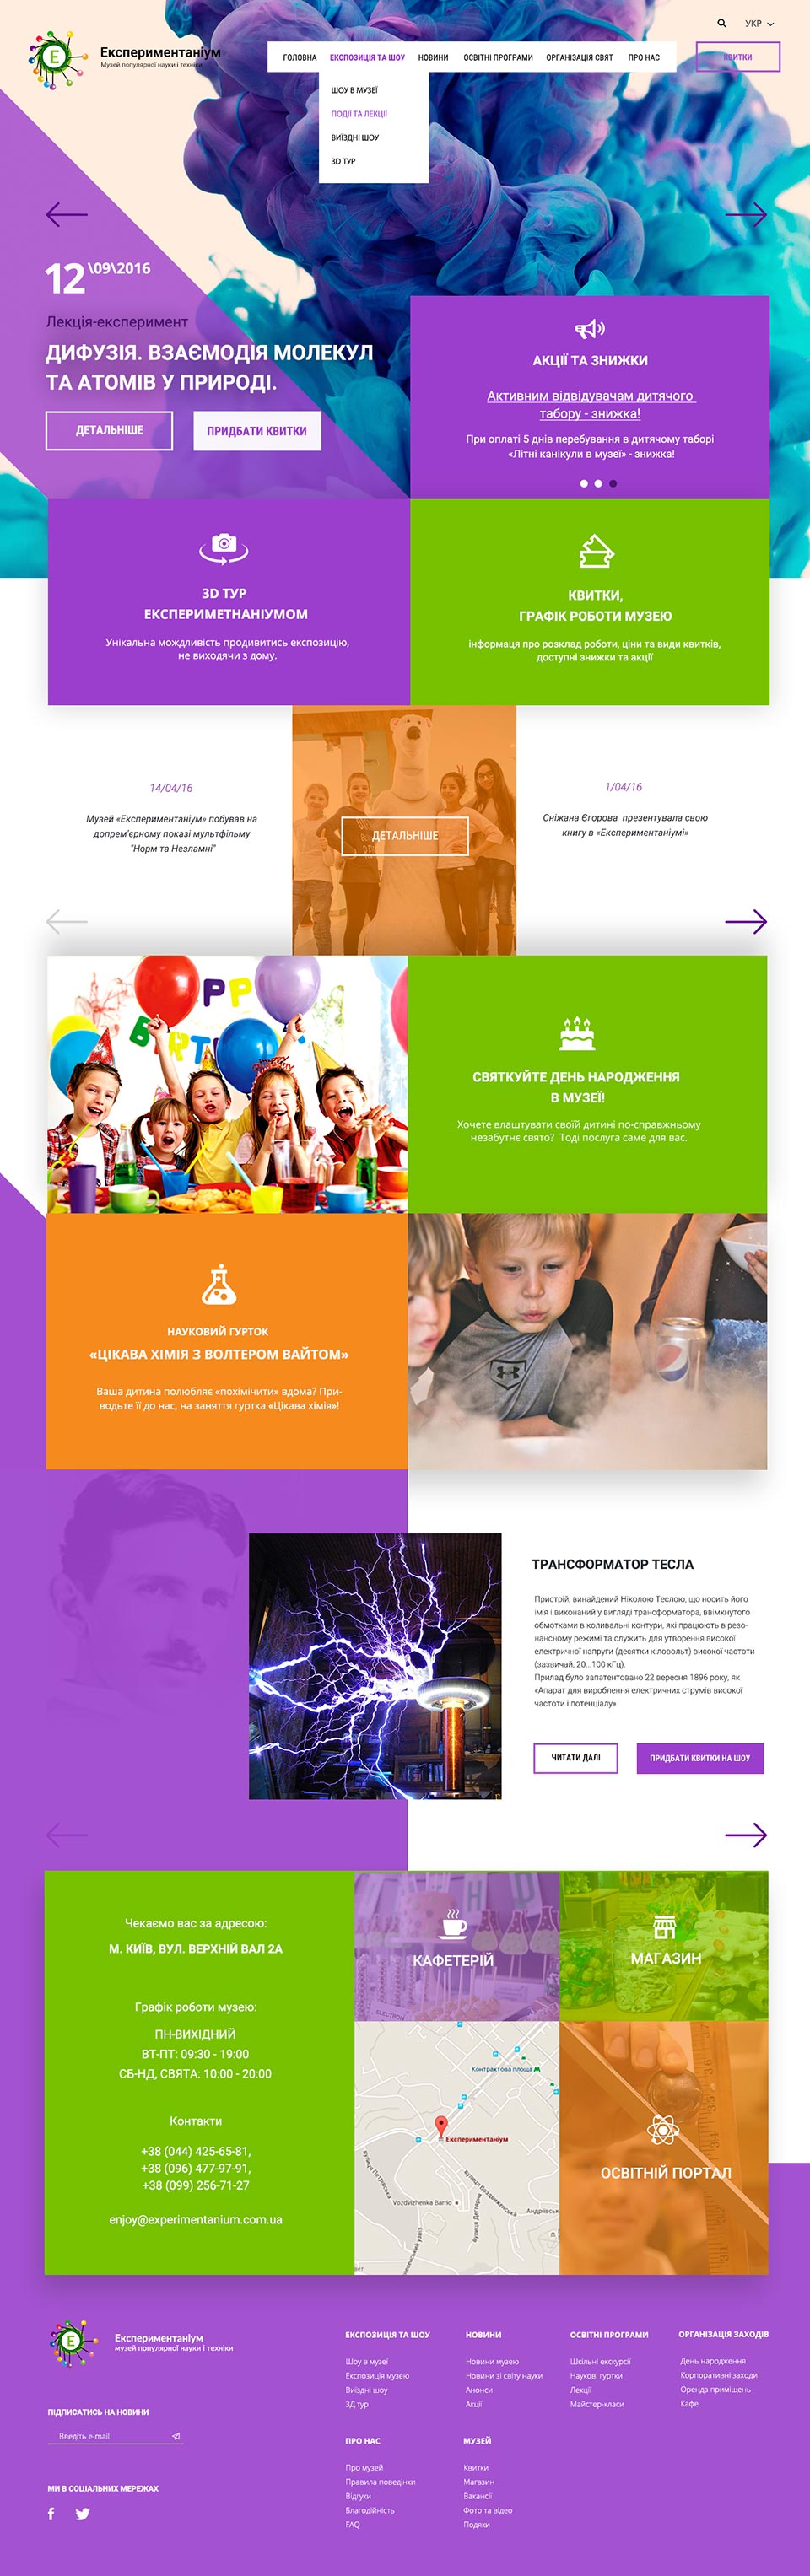 УКР
Експериментаніум
Музей популярної науки і техніки
ГОЛОВНА ЕКСПОЗИЦІЯ ТА ШОУ НОВИНИ ОСВІТНІ ПРОГРАМИ ОРГАНІЗАЦІЯ СВЯТ ПРО НАС
КВИТКИ
ШОУ В МУЗЕЇ
ПОДІЇ ТА ЛЕКЦІЇ
ВИЇЗДНІ ШОУ
3D ТУР
12 \09\2016
Лекція-експеримент
ДИФУЗІЯ. ВЗАЄМОДІЯ МОЛЕКУЛ
ТА АТОМІВ У ПРИРОДІ.
ДЕТАЛЬНІШЕ
ПРИДБАТИ КВИТКИ
АКЦІЇ ТА ЗНИЖКИ
Активним відвідувачам дитячого
табору - знижка!
При оплаті 5 днів перебування в дитячому таборі
«Літні канікули в музеї» - знижка!
3D ТУР
ЕКСПЕРИМЕТНАНІУМОМ
Унікальна мождливість продивитись експозицію,
не виходячи з дому.
КВИТКИ,
ГРАФІК РОБОТИ МУЗЕЮ
інформаця про розклад роботи, ціни та види квитків,
доступні знижки та акції
14/04/16
Музей «Експериментаніум» побував на
допрем'єрному показі мультфільму
"Норм та Незламні"
ДЕТАЛЬНІШЕ
1/04/16
Сніжана Єгорова презентувала свою
книгу в «Експериментаніумі»
СВЯТКУЙТЕ ДЕНЬ НАРОДЖЕННЯ
В МУЗЕЇ!
Хочете влаштувати своїй дитині по-справжньому
незабутнє свято? Тоді послуга саме для вас.
НАУКОВИЙ ГУРТОК
«ЦІКАВА ХІМІЯ З ВОЛТЕРОМ ВАЙТОМ»
Ваша дитина полюбляє «похімічити» вдома? При-
водьте її до нас, на заняття гуртка «Цікава хімія»!
ТРАНСФОРМАТОР ТЕСЛА
Пристрій, винайдений Ніколою Теслою, що носить його
ім'я і виконаний у вигляді трансформатора, ввімкнутого
обмотками в коливальні контури, які працюють в резо-
нансному режимі та служить для утворення високої
електричної напруги (десятки кіловольт) високої частоти
(зазвичай, 20...100 кГц).
Прилад було запатентовано 22 вересня 1896 року, як
«Апарат для вироблення електричних струмів високої
частоти і потенціалу»
ЧИТАТИ ДАЛІ
ПРИДБАТИ КВИТКИ НА ШОУ
Чекаємо вас за адресою:
М. КИЇВ, ВУЛ. ВЕРХНІЙ ВАЛ 2А
Графік роботи музею:
ПН-ВИХІДНИЙ
ВТ-ПТ: 09:30 - 19:00
СБ-НД, СВЯТА: 10:00 - 20:00
Контакти
+38 (044) 425-65-81,
+38 (096) 477-97-91,
+38 (099) 256-71-27
enjoy@experimentanium.com.ua
КАФЕТЕРІЙ
МАГАЗИН
Контрактова площа
Експериментаніум
вулиця Петрівська
Vozdvizhenka Barrio
вулиця Воздвиженська
вулиця Дегтярна
Андріївськ
ОСВІТНІЙ ПОРТАЛ
Експериментаніум
музей популярної науки і техніки
ПІДПИСАТИСЬ НА НОВИНИ
Введіть e-mail
МИ В СОЦІАЛЬНИХ МЕРЕЖАХ
ЕКСПОЗИЦІЯ ТА ШОУ
Шоу в музеї
Експозиція музею
Виїздні шоу
3Д тур
НОВИНИ
Новини музею
Новини зі світу науки
Анонси
Акції
ОСВІТНІ ПРОГРАМИ
Шкільні екскурсії
Наукові гуртки
Лекції
Майстер-класи
ОРГАНІЗАЦІЯ ЗАХОДІВ
День народження
Корпоративні заходи
Оренда приміщень
Кафе
ПРО НАС
Про музей
Правила поведінки
Відгуки
Благодійність
FAQ
МУЗЕЙ
Квитки
Магазин
Вакансії
Фото та відео
Подяки